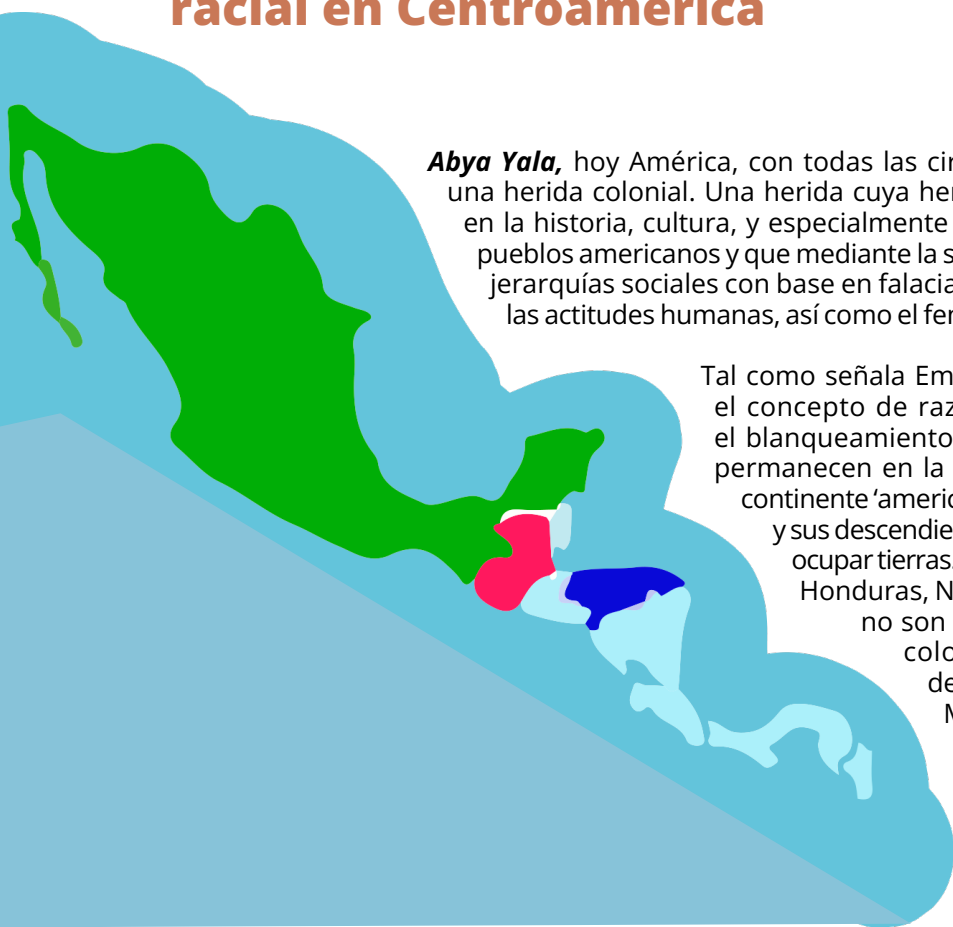 racial en Centroamérica
Abya Yala, hoy América, con todas las cir
una herida colonial. Una herida cuya her
en la historia, cultura, y especialmente
pueblos americanos y que mediante la s
jerarquías sociales con base en falacia
las actitudes humanas, así como el fer
Tal como señala Em
el concepto de raz
el blanqueamiento
permanecen en la
continente ‘americ
y sus descendie
ocupar tierras.
Honduras, N
no son
colo
de
M